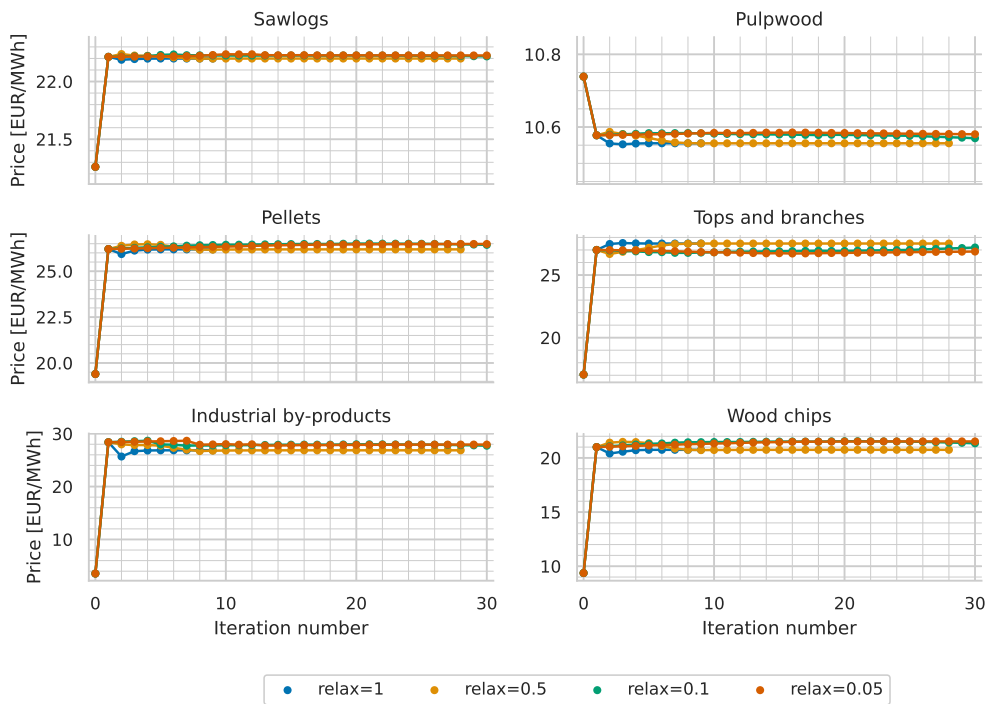 Sawlogs
Pulpwood
Price [EUR/MWh]
22.0
21.5
10.8
10.6
Pellets
Tops and branches
Price [EUR/MWh]
25.0
22.5
20.0
25
20
Industrial by-products
Wood chips
Price [EUR/MWh]
30
20
10
20
15
10
0 10 20 30
0 10 20 30
Iteration number
Iteration number
relax=1 relax=0.5 relax=0.1 relax=0.05